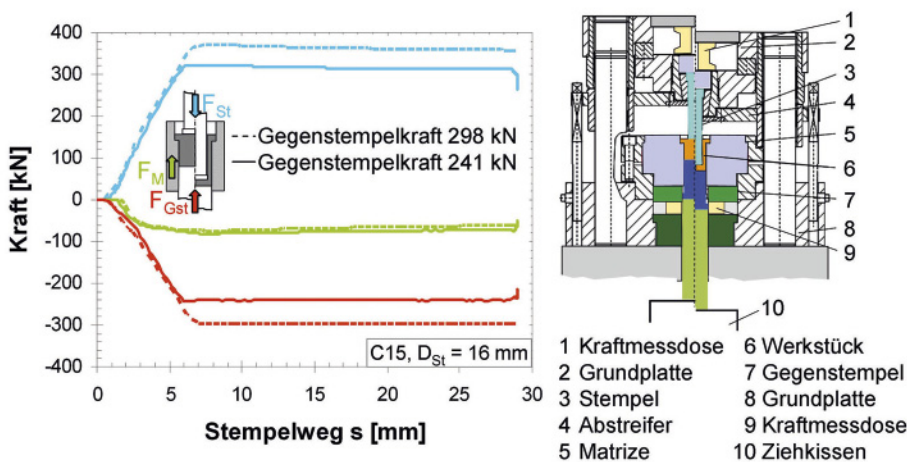 400
300
200
100
0
-100
-200
-300
-400
Kraft [kN]
F_St
F_M
F_Gst
Gegenstempelkraft 298 kN
Gegenstempelkraft 241 kN
C15, D_St = 16 mm
0 5 10 15 20 25 30
Stempelweg s [mm]
1
2
3
4
5
6
7
8
9
10
1 Kraftmessdose
2 Grundplatte
3 Stempel
4 Abstreifer
5 Matrize
6 Werkstück
7 Gegenstempel
8 Grundplatte
9 Kraftmessdose
10 Ziehkissen